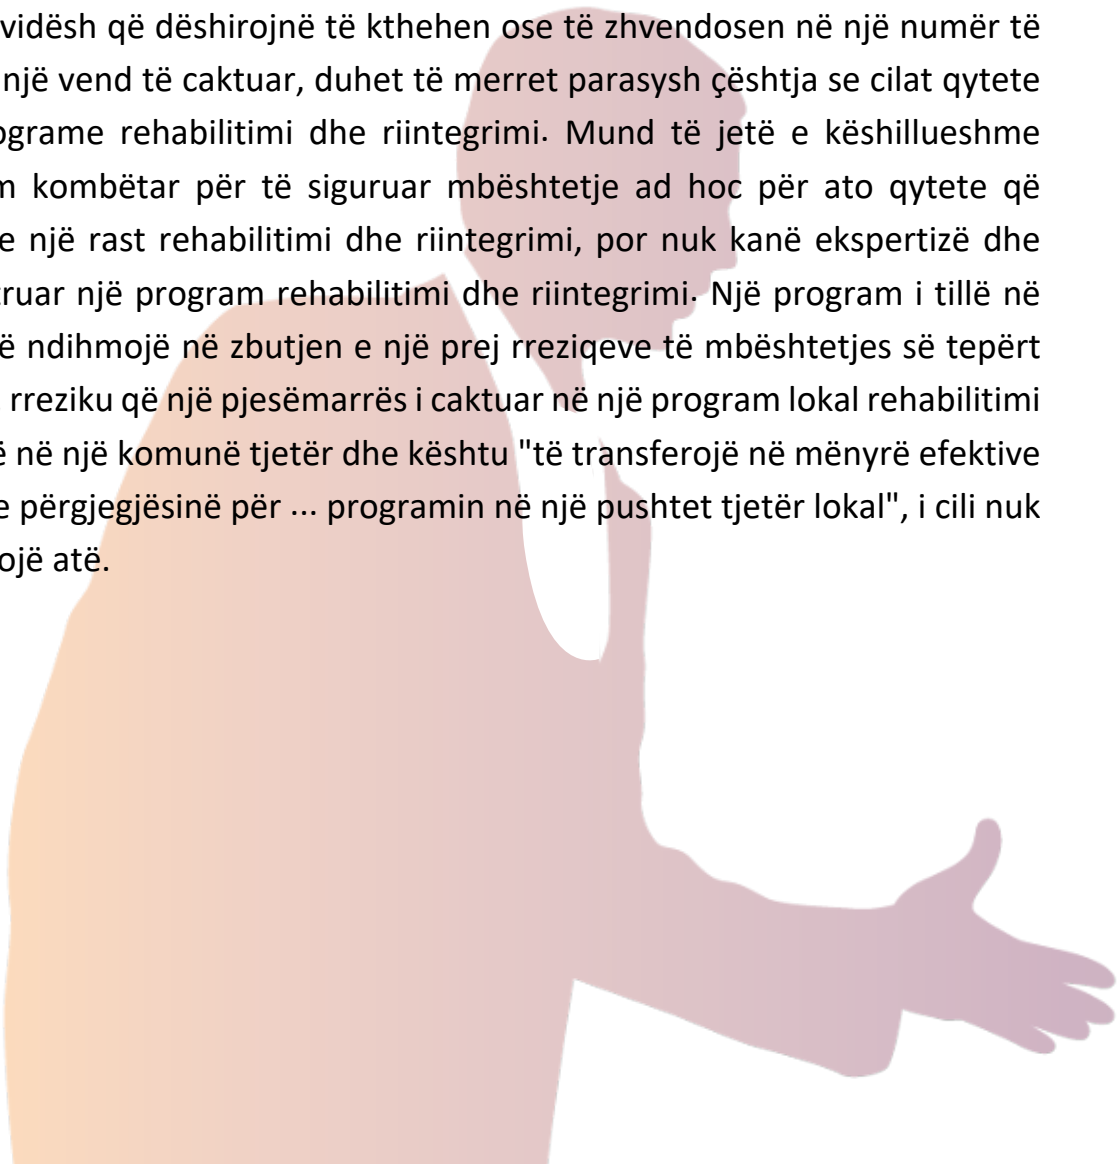 vidësh që dëshirojnë të kthehen ose të zhvendosen në një numër të
një vend të caktuar, duhet të merret parasysh çështja se cilat qytete
ograme rehabilitimi dhe riintegrimi. Mund të jetë e këshillueshme
m kombëtar për të siguruar mbështetje ad hoc për ato qytete që
e një rast rehabilitimi dhe riintegrimi, por nuk kanë ekspertizë dhe
truar një program rehabilitimi dhe riintegrimi. Një program i tillë në
ë ndihmojë në zbutjen e një prej rreziqeve të mbështetjes së tepërt
rreziku që një pjesëmarrës i caktuar në një program lokal rehabilitimi
ë në një komunë tjetër dhe kështu "të transferojë në mënyrë efektive
e përgjegjësinë për ... programin në një pushtet tjetër lokal", i cili nuk
ojë atë.